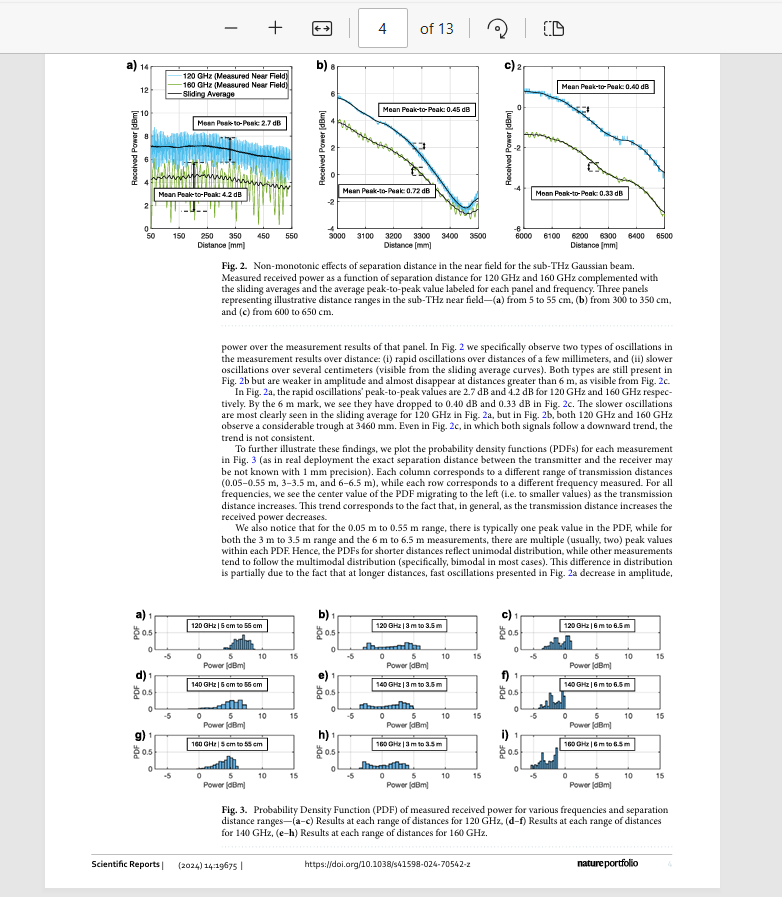 4 of 13
a)
14
12
10
8
6
4
2
0
Received Power [dBm]
120 GHz (Measured Near Field)
160 GHz (Measured Near Field)
Sliding Average
Mean Peak-to-Peak: 2.7 dB
Mean Peak-to-Peak: 4.2 dB
50 150 250 350 450 550
Distance [mm]
b)
8
6
4
2
0
-2
-4
Received Power [dBm]
Mean Peak-to-Peak: 0.45 dB
Mean Peak-to-Peak: 0.72 dB
3000 3100 3200 3300 3400 3500
Distance [mm]
c)
2
0
-2
-4
-6
Received Power [dBm]
Mean Peak-to-Peak: 0.40 dB
Mean Peak-to-Peak: 0.33 dB
6000 6100 6200 6300 6400 6500
Distance [mm]
Fig. 2. Non-monotonic effects of separation distance in the near field for the sub-THz Gaussian beam.
Measured received power as a function of separation distance for 120 GHz and 160 GHz complemented with
the sliding averages and the average peak-to-peak value labeled for each panel and frequency. Three panels
representing illustrative distance ranges in the sub-THz near field—(a) from 5 to 55 cm, (b) from 300 to 350 cm,
and (c) from 600 to 650 cm.
power over the measurement results of that panel. In Fig. 2 we specifically observe two types of oscillations in
the measurement results over distance: (i) rapid oscillations over distances of a few millimeters, and (ii) slower
oscillations over several centimeters (visible from the sliding average curves). Both types are still present in
Fig. 2b but are weaker in amplitude and almost disappear at distances greater than 6 m, as visible from Fig. 2c.
In Fig. 2a, the rapid oscillations' peak-to-peak values are 2.7 dB and 4.2 dB for 120 GHz and 160 GHz respec-
tively. By the 6 m mark, we see they have dropped to 0.40 dB and 0.33 dB in Fig. 2c. The slower oscillations
are most clearly seen in the sliding average for 120 GHz in Fig. 2a, but in Fig. 2b, both 120 GHz and 160 GHz
observe a considerable trough at 3460 mm. Even in Fig. 2c, in which both signals follow a downward trend, the
trend is not consistent.
To further illustrate these findings, we plot the probability density functions (PDFs) for each measurement
in Fig. 3 (as in real deployment the exact separation distance between the transmitter and the receiver may
be not known with 1 mm precision). Each column corresponds to a different range of transmission distances
(0.05–0.55 m, 3–3.5 m, and 6–6.5 m), while each row corresponds to a different frequency measured. For all
frequencies, we see the center value of the PDF migrating to the left (i.e. to smaller values) as the transmission
distance increases. This trend corresponds to the fact that, in general, as the transmission distance increases the
received power decreases.
We also notice that for the 0.05 m to 0.55 m range, there is typically one peak value in the PDF, while for
both the 3 m to 3.5 m range and the 6 m to 6.5 m measurements, there are multiple (usually, two) peak values
within each PDF. Hence, the PDFs for shorter distances reflect unimodal distribution, while other measurements
tend to follow the multimodal distribution (specifically, bimodal in most cases). This difference in distribution
is partially due to the fact that at longer distances, fast oscillations presented in Fig. 2a decrease in amplitude,
a)
1
0.5
0
PDF
120 GHz | 5 cm to 55 cm
-5 0 5 10 15
Power [dBm]
b)
1
0.5
0
PDF
120 GHz | 3 m to 3.5 m
-5 0 5 10 15
Power [dBm]
c)
1
0.5
0
PDF
120 GHz | 6 m to 6.5 m
-5 0 5 10 15
Power [dBm]
d)
1
0.5
0
PDF
140 GHz | 5 cm to 55 cm
-5 0 5 10 15
Power [dBm]
e)
1
0.5
0
PDF
140 GHz | 3 m to 3.5 m
-5 0 5 10 15
Power [dBm]
f)
1
0.5
0
PDF
140 GHz | 6 m to 6.5 m
-5 0 5 10 15
Power [dBm]
g)
1
0.5
0
PDF
160 GHz | 5 cm to 55 cm
-5 0 5 10 15
Power [dBm]
h)
1
0.5
0
PDF
160 GHz | 3 m to 3.5 m
-5 0 5 10 15
Power [dBm]
i)
1
0.5
0
PDF
160 GHz | 6 m to 6.5 m
-5 0 5 10 15
Power [dBm]
Fig. 3. Probability Density Function (PDF) of measured received power for various frequencies and separation
distance ranges—(a–c) Results at each range of distances for 120 GHz, (d–f) Results at each range of distances
for 140 GHz, (e–h) Results at each range of distances for 160 GHz.
Scientific Reports | (2024) 14:19675 | https://doi.org/10.1038/s41598-024-70542-z natureportfolio 4